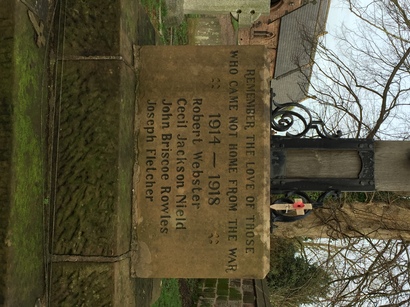 REMEMBER THE LOVE OF THOSE
WHO CAME NOT HOME FROM THE WAR
1914 — 1918
Robert Webster
Cecil Jackson Nield
John Briscoe Rowles
Joseph Fletcher